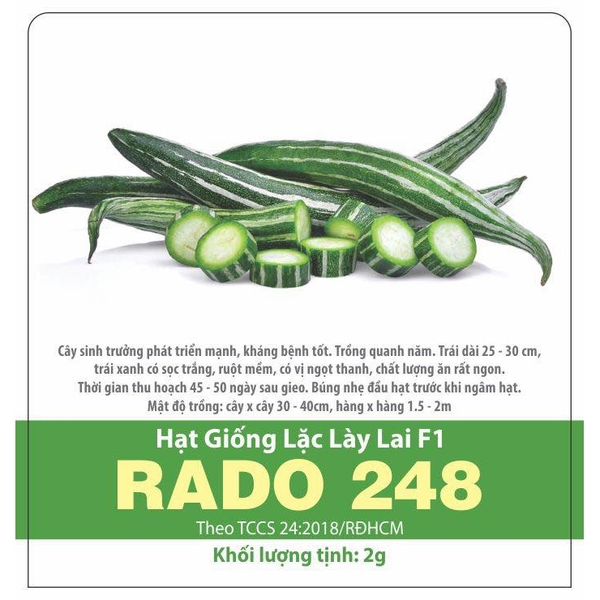 Cây sinh trưởng phát triển mạnh, kháng bệnh tốt. Trồng quanh năm. Trái dài 25 - 30 cm,
trái xanh có sọc trắng, ruột mềm, có vị ngọt thanh, chất lượng ăn rất ngon.
Thời gian thu hoạch 45 - 50 ngày sau gieo. Búng nhẹ đầu hạt trước khi ngâm hạt.
Mật độ trồng: cây x cây 30 - 40cm, hàng x hàng 1.5 - 2m
Hạt Giống Lặc Lày Lai F1
RADO 248
Theo TCCS 24:2018/RĐHCM
Khối lượng tịnh: 2g